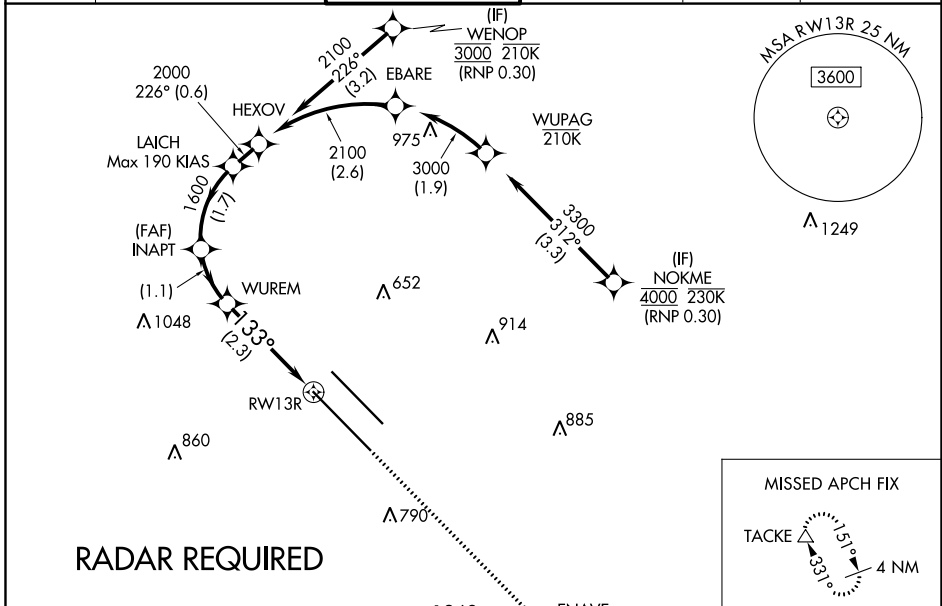 (IF)
WENOP
3000 210K
(RNP 0.30)
2100
226°
(3.2)
2000
226° (0.6)
HEXOV
EBARE
LAICH
Max 190 KIAS
975
2100
(2.6)
WUPAG
210K
3000
(1.9)
MSA RW13R 25 NM
3600
1249
1600
(1.7)
(FAF)
INAPT
3300
312°
(3.3)
(IF)
NOKME
4000 230K
(RNP 0.30)
(1.1)
WUREM
652
1048
133°
(2.3)
914
RW13R
885
860
790
RADAR REQUIRED
MISSED APCH FIX
TACKE
151°
331°
4 NM